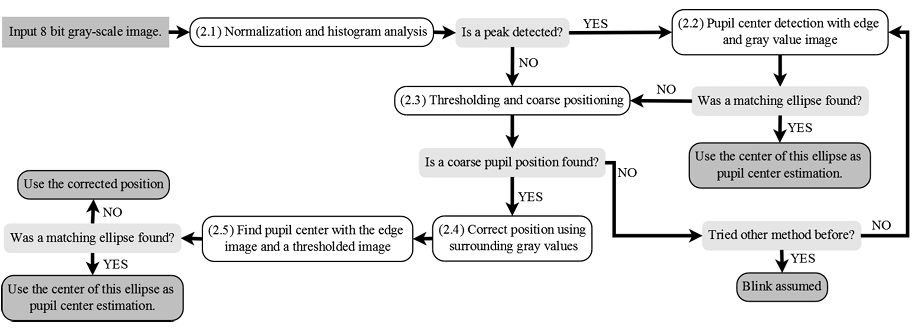 Input 8 bit gray-scale image.
(2.1) Normalization and histogram analysis
Is a peak detected?
YES
(2.2) Pupil center detection with edge
and gray value image
NO
(2.3) Thresholding and coarse positioning
NO
Was a matching ellipse found?
YES
Use the center of this ellipse as
pupil center estimation.
Is a coarse pupil position found?
NO
YES
Use the corrected position
NO
Was a matching ellipse found?
(2.5) Find pupil center with the edge
image and a thresholded image
(2.4) Correct position using
surrounding gray values
Tried other method before?
NO
YES
YES
Use the center of this ellipse as
pupil center estimation.
Blink assumed